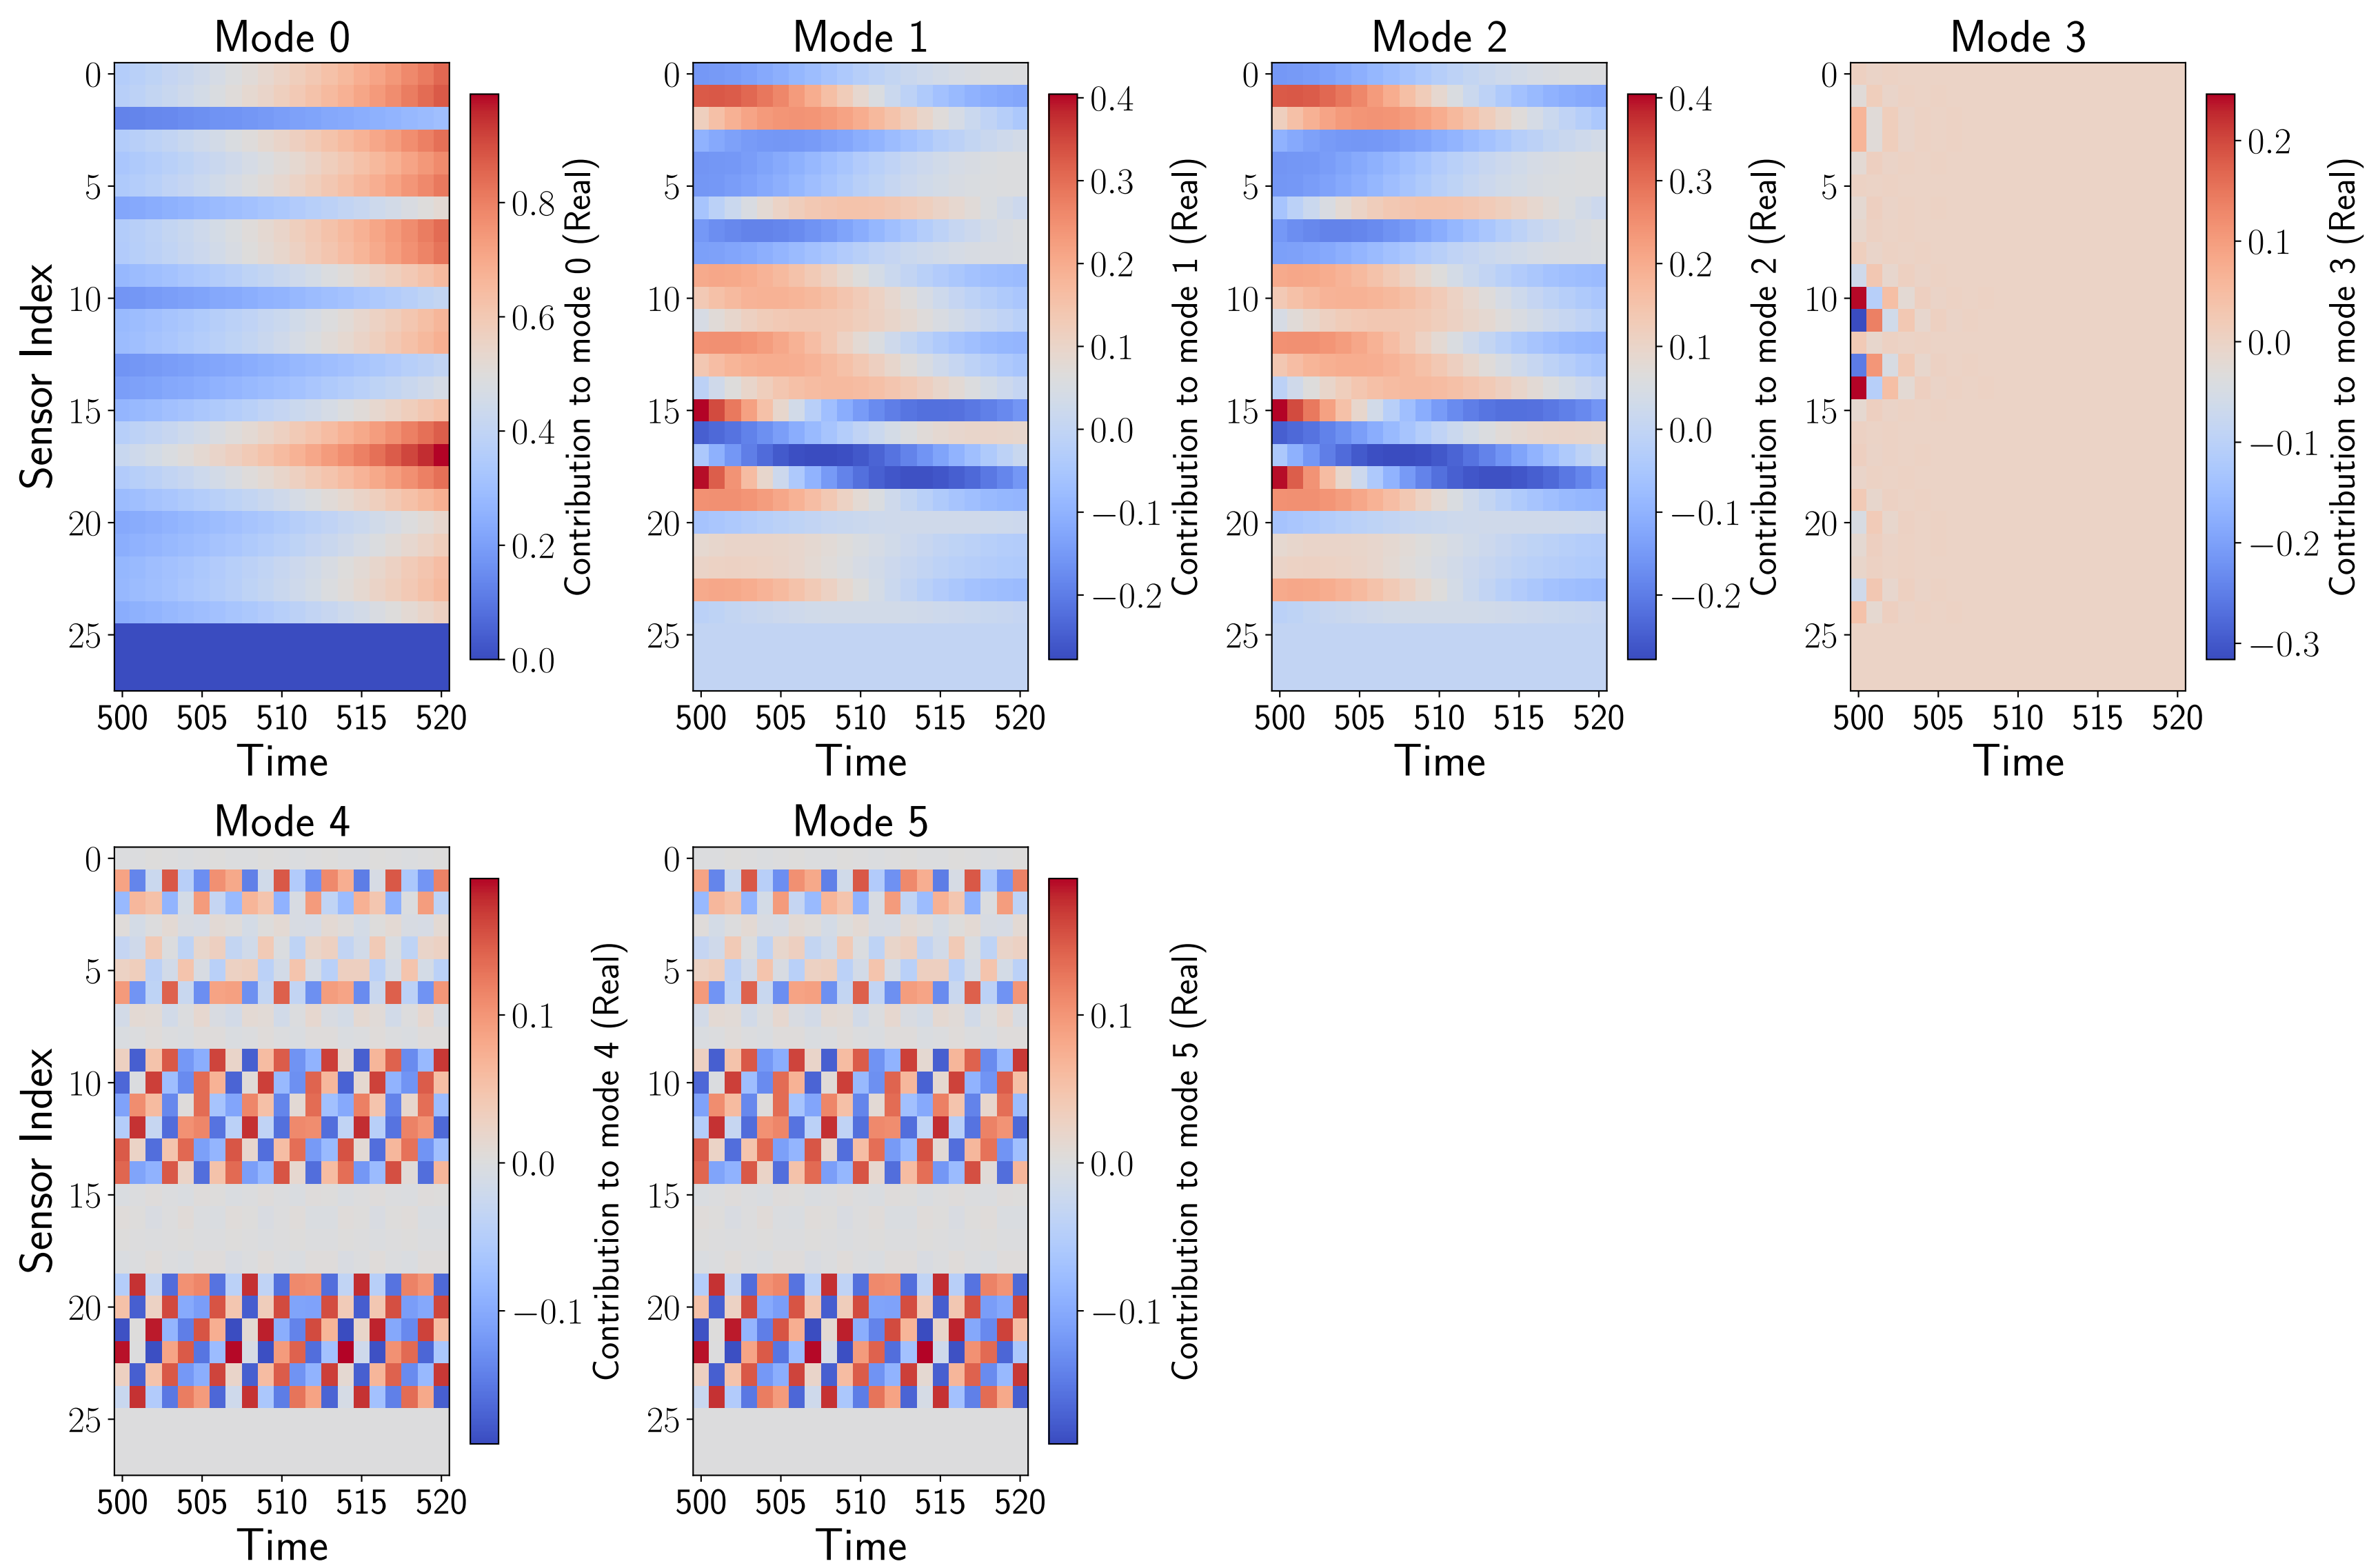 Mode 0
Mode 1
Mode 2
Mode 3
Sensor Index
0
5
10
15
20
25
500 505 510 515 520
Time
0.8
0.6
0.4
0.2
0.0
Contribution to mode 0 (Real)
0
5
10
15
20
25
500 505 510 515 520
Time
0.4
0.3
0.2
0.1
0.0
−0.1
−0.2
Contribution to mode 1 (Real)
0
5
10
15
20
25
500 505 510 515 520
Time
0.4
0.3
0.2
0.1
0.0
−0.1
−0.2
Contribution to mode 2 (Real)
0
5
10
15
20
25
500 505 510 515 520
Time
0.2
0.1
0.0
−0.1
−0.2
−0.3
Contribution to mode 3 (Real)
Mode 4
Mode 5
Sensor Index
0
5
10
15
20
25
500 505 510 515 520
Time
0.1
0.0
−0.1
Contribution to mode 4 (Real)
0
5
10
15
20
25
500 505 510 515 520
Time
0.1
0.0
−0.1
Contribution to mode 5 (Real)